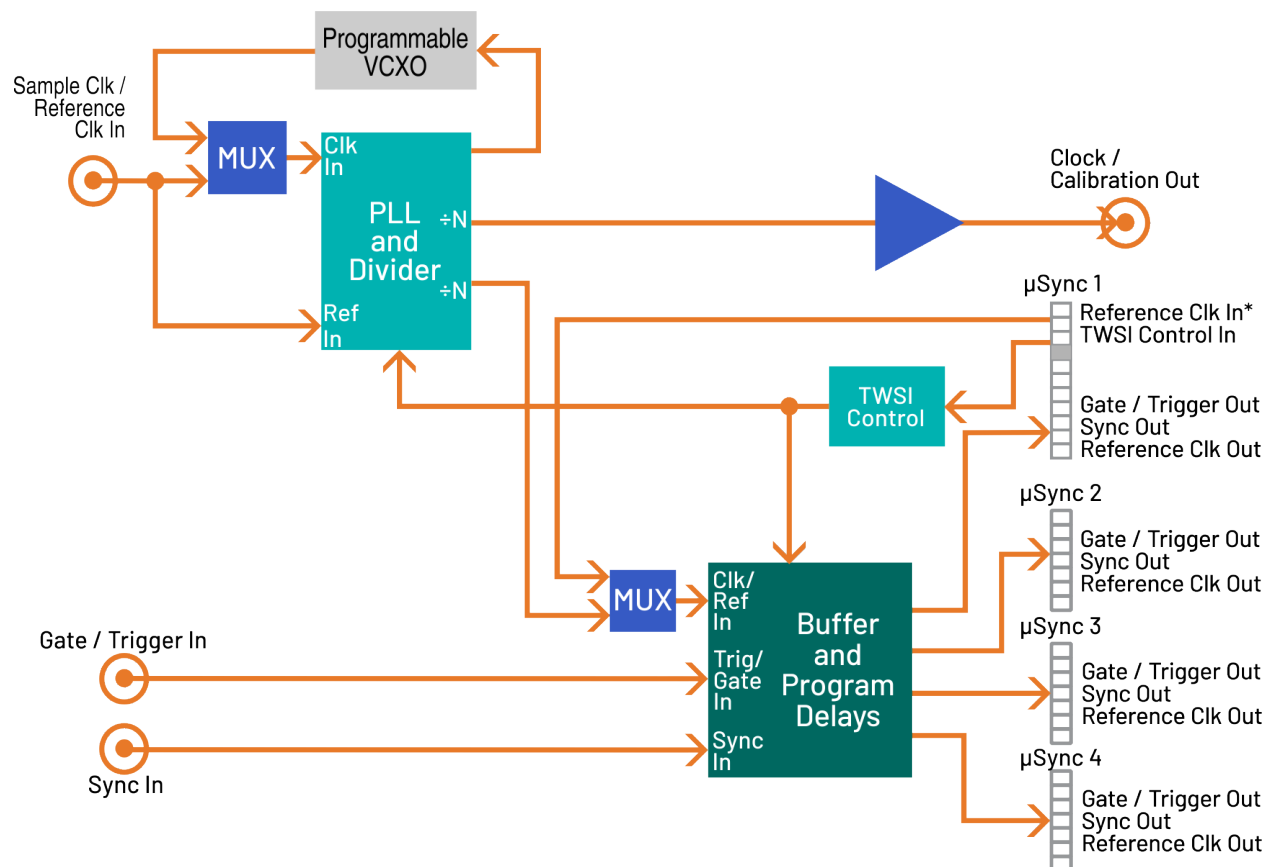 Programmable
VCXO
Sample Clk /
Reference
Clk In
MUX
Clk
In
PLL
and
Divider
÷N
÷N
Ref
In
Clock /
Calibration Out
µSync 1
Reference Clk In*
TWSI Control In
TWSI
Control
Gate / Trigger Out
Sync Out
Reference Clk Out
µSync 2
Gate / Trigger Out
Sync Out
Reference Clk Out
MUX
Clk/
Ref
In
Buffer
and
Program
Delays
Trig/
Gate
In
Sync
In
Gate / Trigger In
Sync In
µSync 3
Gate / Trigger Out
Sync Out
Reference Clk Out
µSync 4
Gate / Trigger Out
Sync Out
Reference Clk Out